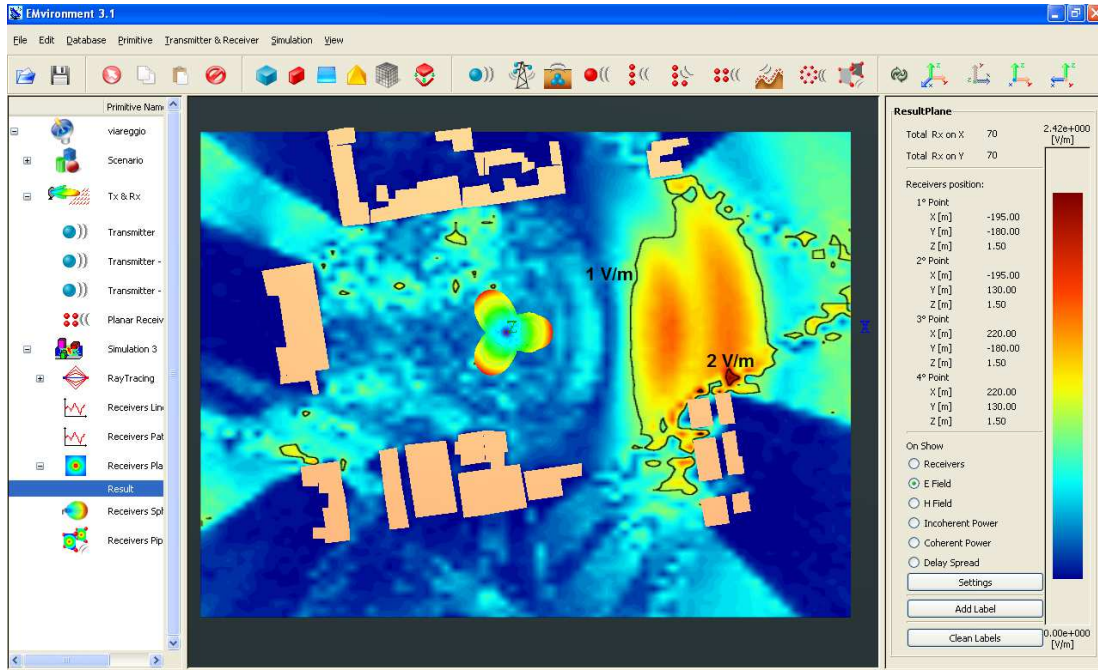 EMvironment 3.1
File Edit Database Primitive Transmitter & Receiver Simulation View
Primitive Name
viareggio
Scenario
Tx & Rx
Transmitter
Transmitter -
Transmitter -
Planar Receiv
Simulation 3
RayTracing
Receivers Line
Receivers Pat
Receivers Pla
Result
Receivers Sph
Receivers Pip
1 V/m
2 V/m
Z
X
ResultPlane
Total Rx on X 70
Total Rx on Y 70
2.42e+000
[V/m]
Receivers position:
1° Point
X [m] -195.00
Y [m] -180.00
Z [m] 1.50
2° Point
X [m] -195.00
Y [m] 130.00
Z [m] 1.50
3° Point
X [m] 220.00
Y [m] -180.00
Z [m] 1.50
4° Point
X [m] 220.00
Y [m] 130.00
Z [m] 1.50
On Show
Receivers
E Field
H Field
Incoherent Power
Coherent Power
Delay Spread
Settings
Add Label
Clean Labels
0.00e+000
[V/m]